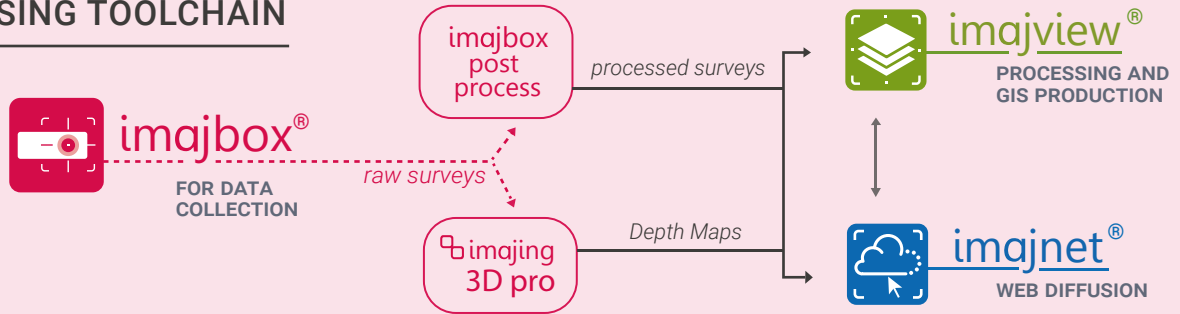 SING TOOLCHAIN
imajbox®
FOR DATA
COLLECTION
raw surveys
imajbox
post
process
processed surveys
imajing
3D pro
Depth Maps
imajview®
PROCESSING AND
GIS PRODUCTION
imajnet®
WEB DIFFUSION